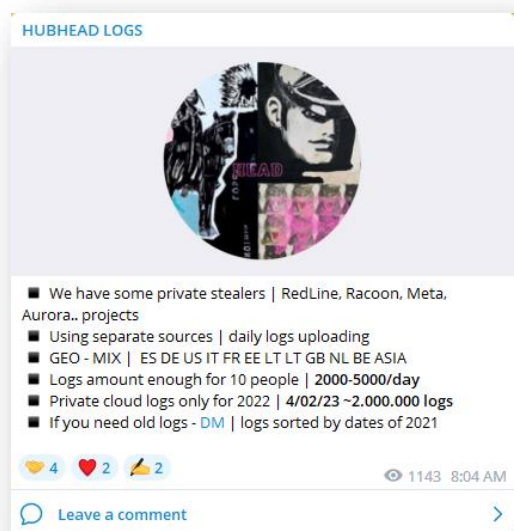 HUBHEAD LOGS
HEAD
◾ We have some private stealers | RedLine, Racoon, Meta,
Aurora.. projects
◾ Using separate sources | daily logs uploading
◾ GEO - MIX | ES DE US IT FR EE LT LT GB NL BE ASIA
◾ Logs amount enough for 10 people | 2000-5000/day
◾ Private cloud logs only for 2022 | 4/02/23 ~2.000.000 logs
◾ If you need old logs - DM | logs sorted by dates of 2021
🤝 4 ❤️ 2 ✍️ 2
1143 8:04 AM
Leave a comment